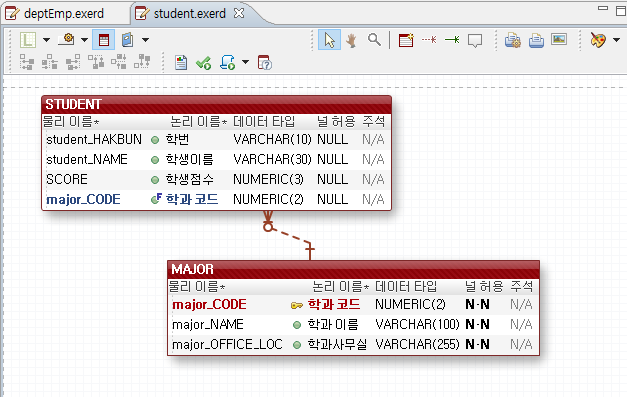 deptEmp.exerd student.exerd
STUDENT
물리 이름* 논리 이름* 데이터 타입 널 허용 주석
student_HAKBUN 학번 VARCHAR(10) NULL N/A
student_NAME 학생이름 VARCHAR(30) NULL N/A
SCORE 학생점수 NUMERIC(3) NULL N/A
major_CODE F 학과 코드 NUMERIC(2) NULL N/A
MAJOR
물리 이름* 논리 이름* 데이터 타입 널 허용 주석
major_CODE 학과 코드 NUMERIC(2) N-N N/A
major_NAME 학과 이름 VARCHAR(100) N-N N/A
major_OFFICE_LOC 학과사무실 VARCHAR(255) N-N N/A